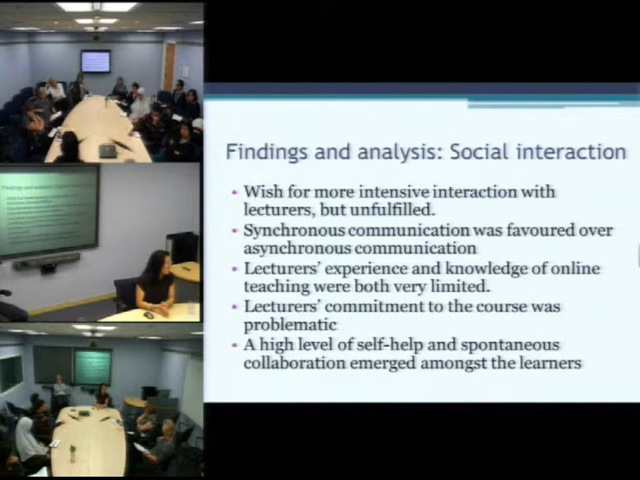 Findings and analysis: Social interaction
• Wish for more intensive interaction with
lecturers, but unfulfilled.
• Synchronous communication was favoured over
asynchronous communication
• Lecturers’ experience and knowledge of online
teaching were both very limited.
• Lecturers’ commitment to the course was
problematic
• A high level of self-help and spontaneous
collaboration emerged amongst the learners